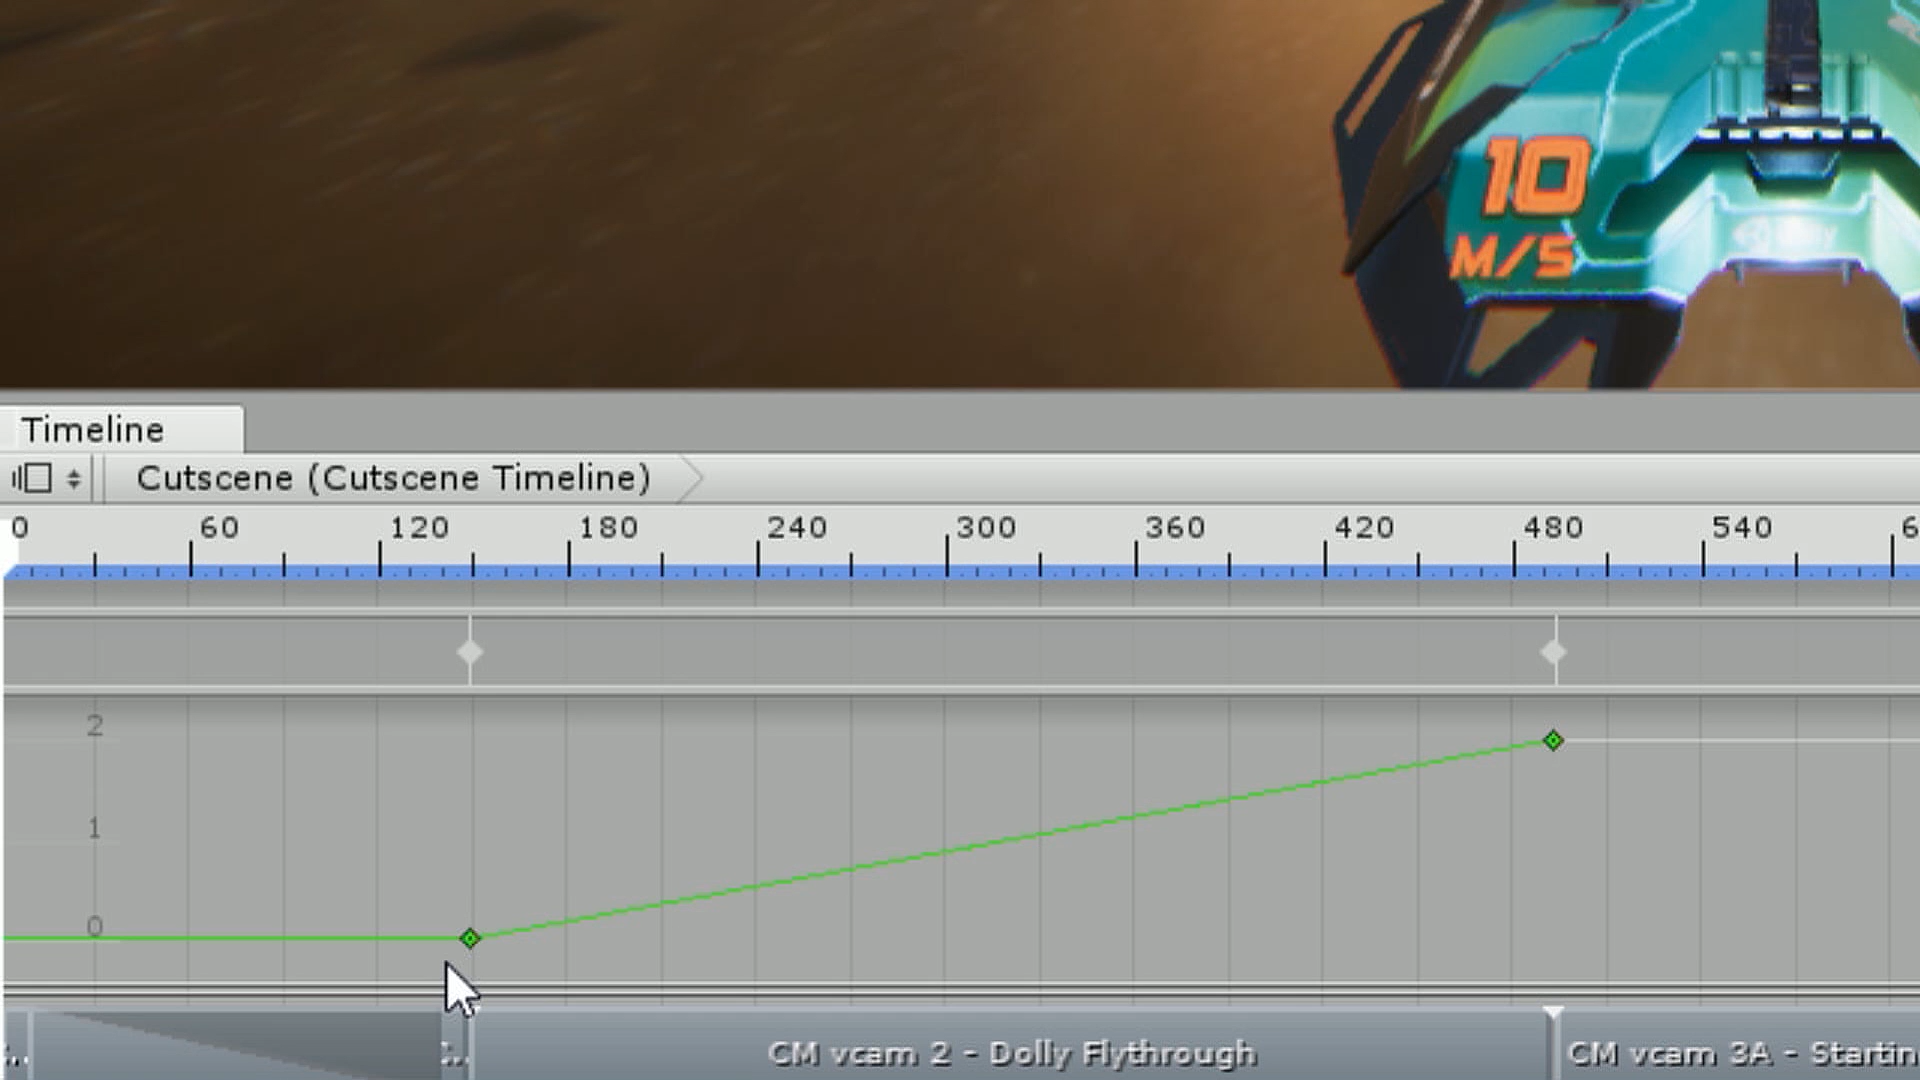 10
M/S
Timeline
Cutscene (Cutscene Timeline)
0 60 120 180 240 300 360 420 480 540 6
2
1
0
CM vcam 2 - Dolly Flythrough
CM vcam 3A - Startin